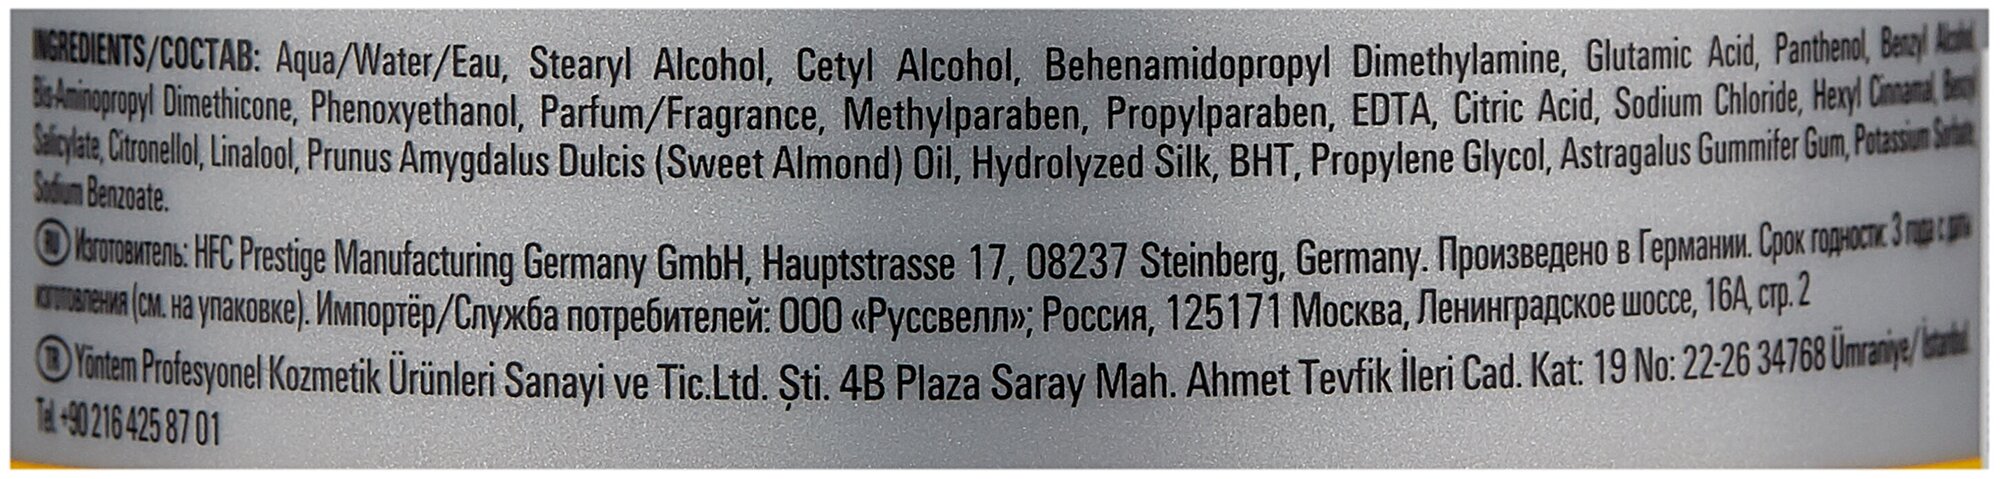 INGREDIENTS/СОСТАВ: Aqua/Water/Eau, Stearyl Alcohol, Cetyl Alcohol, Behenamidopropyl Dimethylamine, Glutamic Acid, Panthenol, Benzyl Alcohol,
Bis-Aminopropyl Dimethicone, Phenoxyethanol, Parfum/Fragrance, Methylparaben, Propylparaben, EDTA, Citric Acid, Sodium Chloride, Hexyl Cinnamal, Benzyl
Salicylate, Citronellol, Linalool, Prunus Amygdalus Dulcis (Sweet Almond) Oil, Hydrolyzed Silk, BHT, Propylene Glycol, Astragalus Gummifer Gum, Potassium Sorbate,
Sodium Benzoate.
RU Изготовитель: HFC Prestige Manufacturing Germany GmbH, Hauptstrasse 17, 08237 Steinberg, Germany. Произведено в Германии. Срок годности: 3 года с даты
изготовления (см. на упаковке). Импортёр/Служба потребителей: ООО «Руссвелл»; Россия, 125171 Москва, Ленинградское шоссе, 16А, стр. 2
TR Yöntem Profesyonel Kozmetik Ürünleri Sanayi ve Tic.Ltd. Şti. 4B Plaza Saray Mah. Ahmet Tevfik İleri Cad. Kat: 19 No: 22-26 34768 Ümraniye/İstanbul.
Tel. +90 216 425 87 01